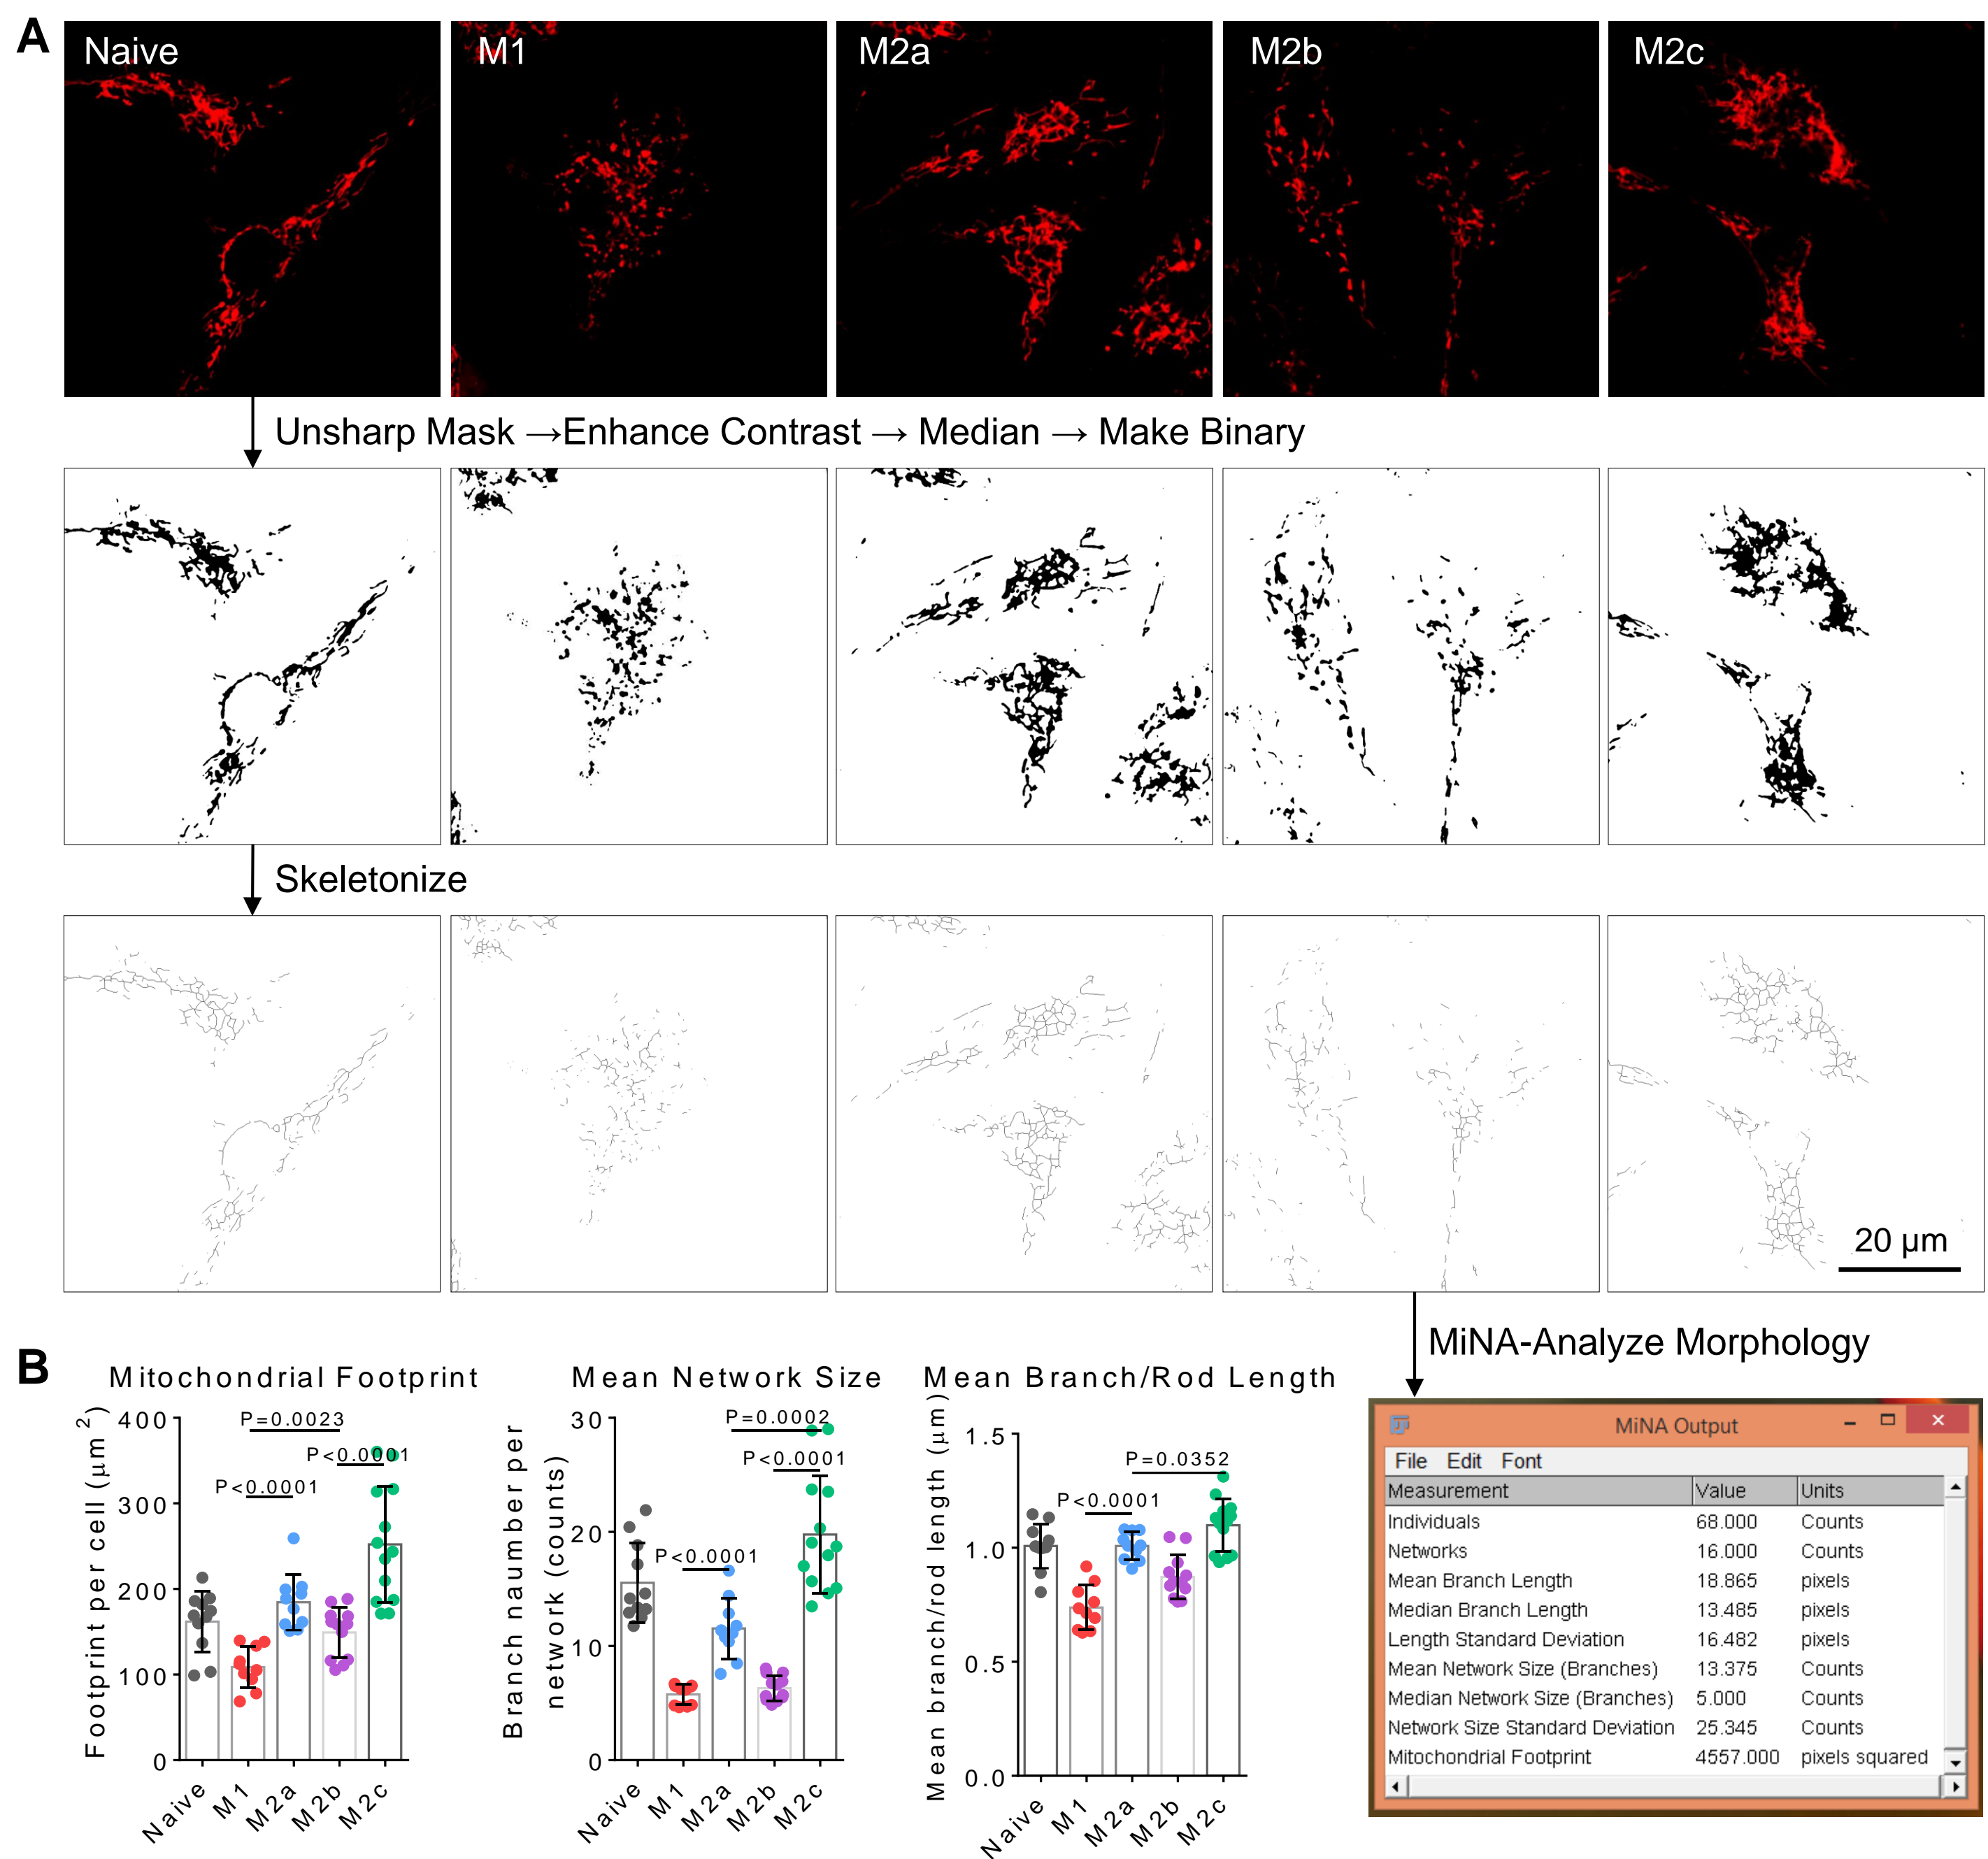 A
Naive
M1
M2a
M2b
M2c
Unsharp Mask →Enhance Contrast → Median → Make Binary
Skeletonize
20 µm
MiNA-Analyze Morphology
B
Mitochondrial Footprint
Footprint per cell (µm²)
400
300
200
100
0
P=0.0023
P<0.0001
P<0.0001
Naive
M1
M2a
M2b
M2c
Mean Network Size
Branch naumber per
network (counts)
30
20
10
0
P=0.0002
P<0.0001
P<0.0001
Naive
M1
M2a
M2b
M2c
Mean Branch/Rod Length
Mean branch/rod length (µm)
1.5
1.0
0.5
0.0
P=0.0352
P<0.0001
Naive
M1
M2a
M2b
M2c
MiNA Output
File Edit Font
Measurement Value Units
Individuals 68.000 Counts
Networks 16.000 Counts
Mean Branch Length 18.865 pixels
Median Branch Length 13.485 pixels
Length Standard Deviation 16.482 pixels
Mean Network Size (Branches) 13.375 Counts
Median Network Size (Branches) 5.000 Counts
Network Size Standard Deviation 25.345 Counts
Mitochondrial Footprint 4557.000 pixels squared